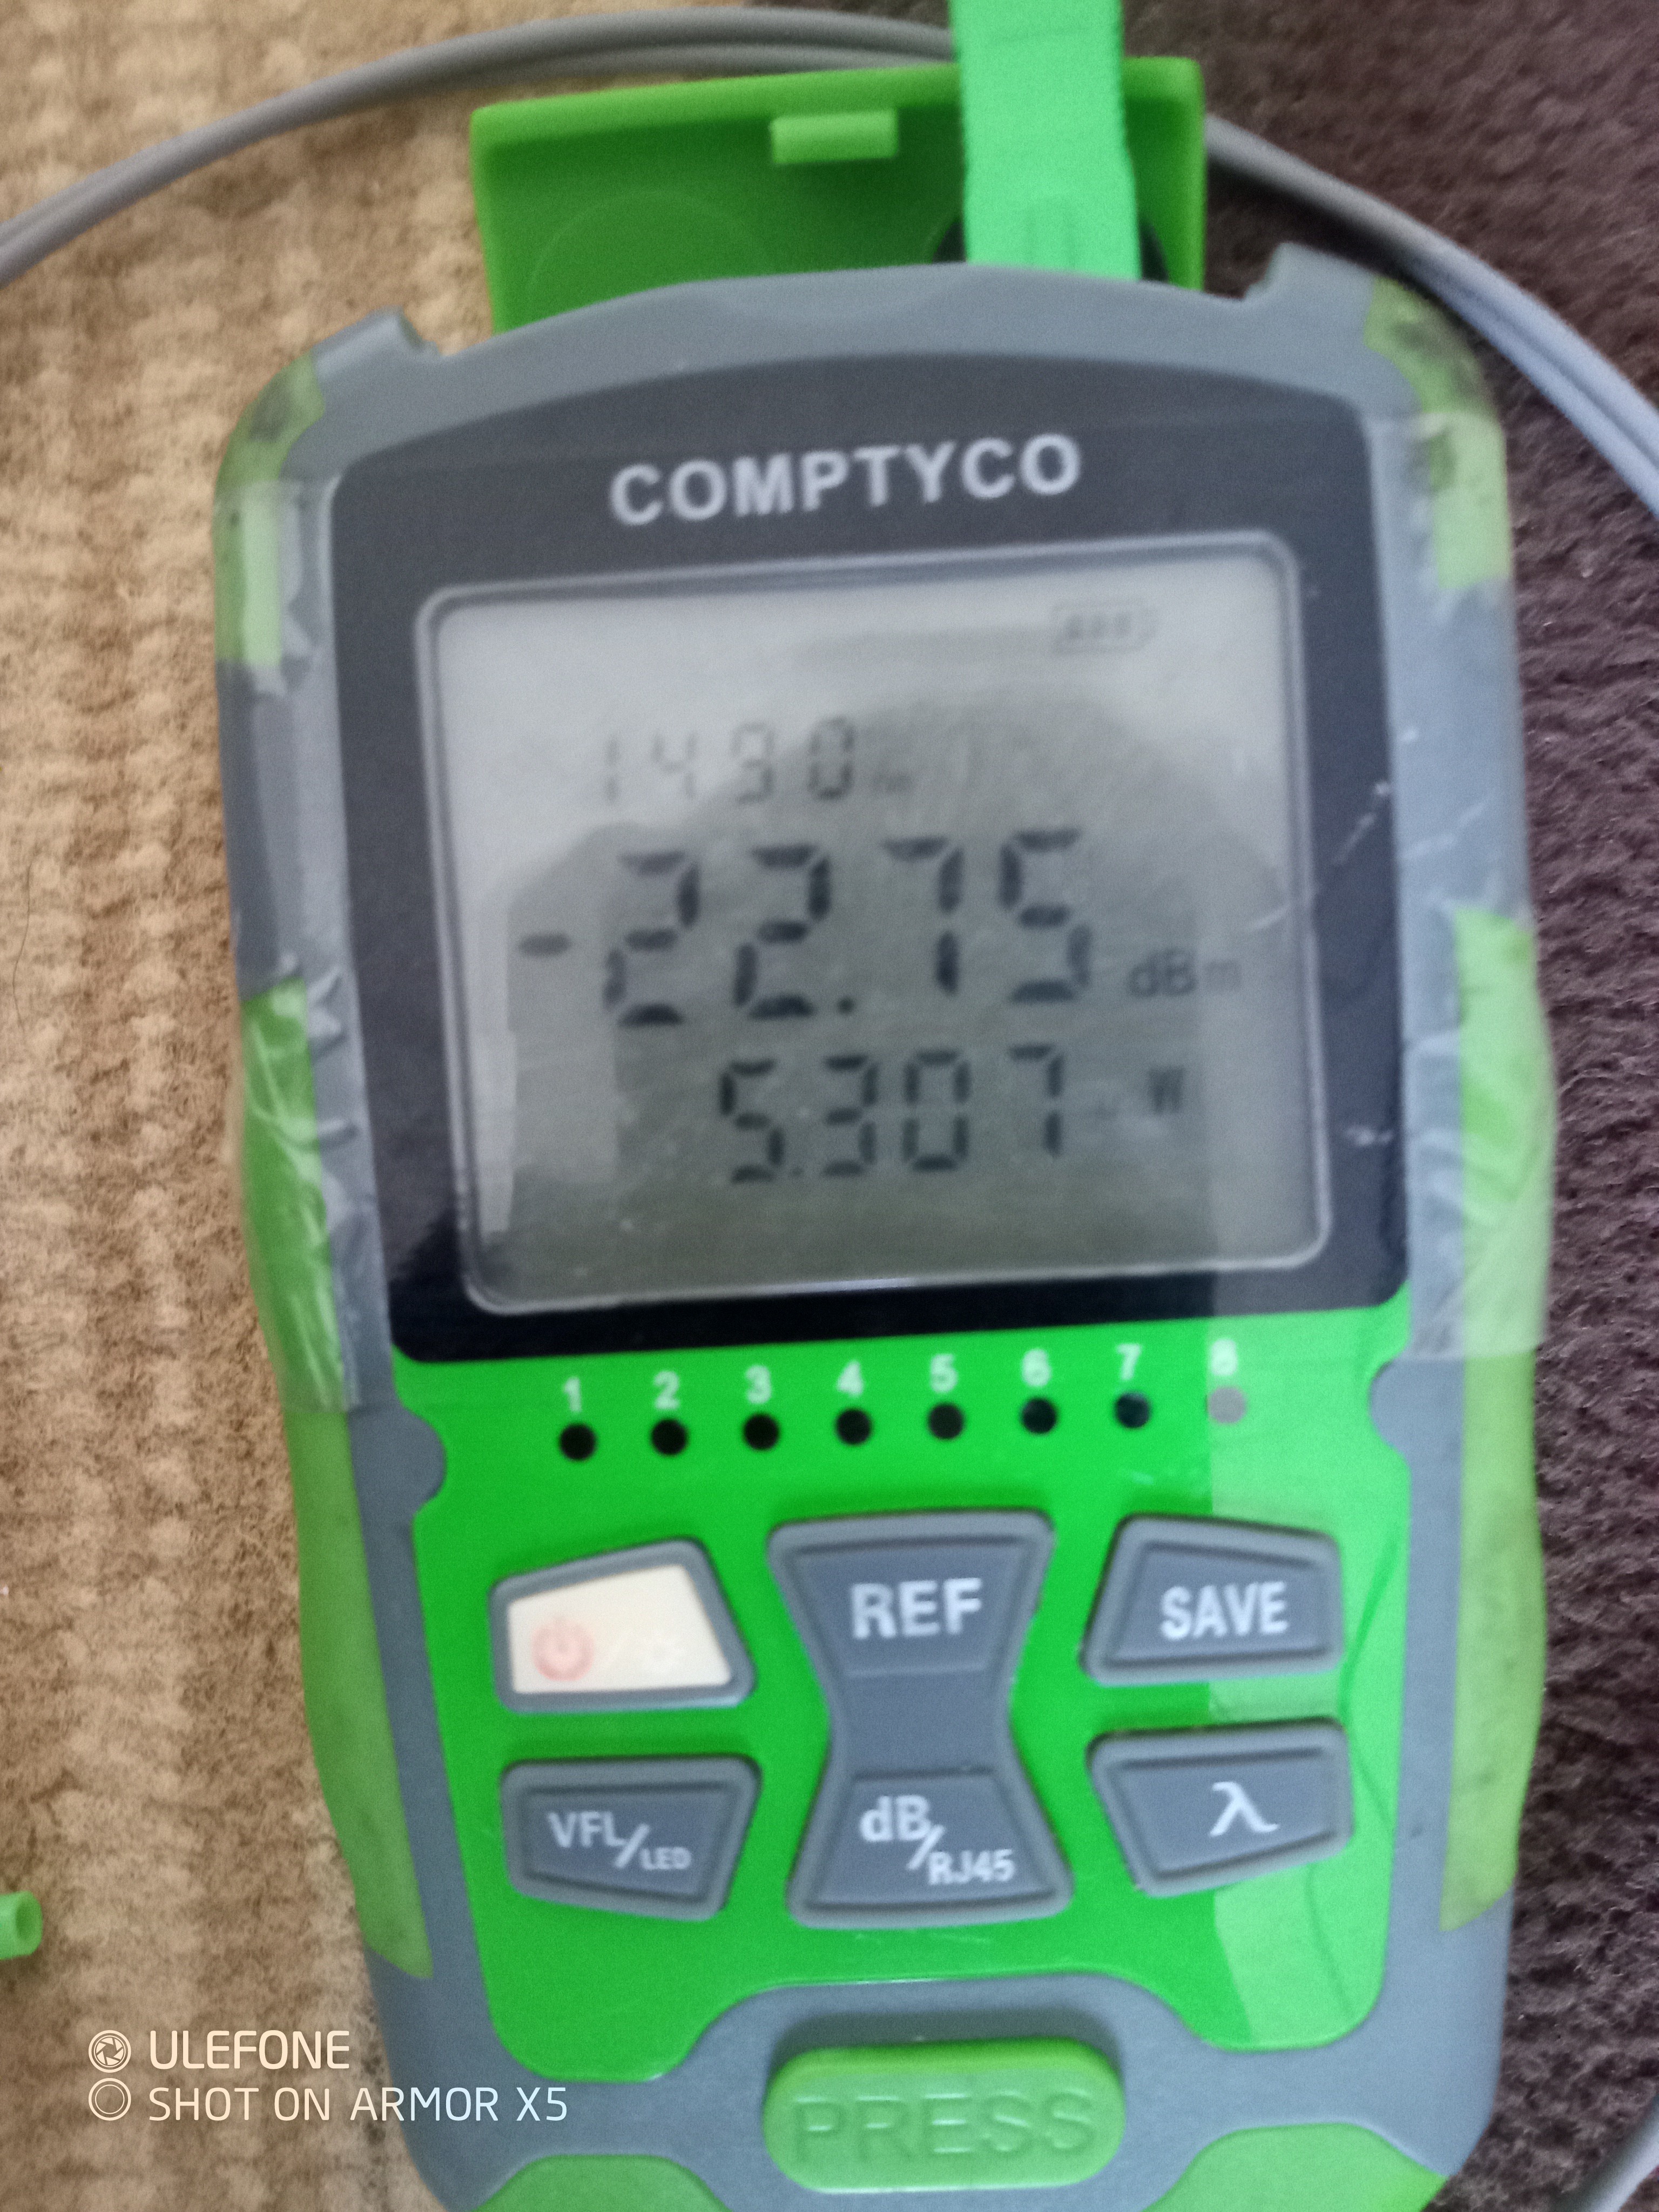 COMPTYCO
1490 nm
-22.75 dBm
5.307 W
1 2 3 4 5 6 7 8
REF
SAVE
VFL/LED
dB/RJ45
λ
PRESS
ULEFONE
SHOT ON ARMOR X5